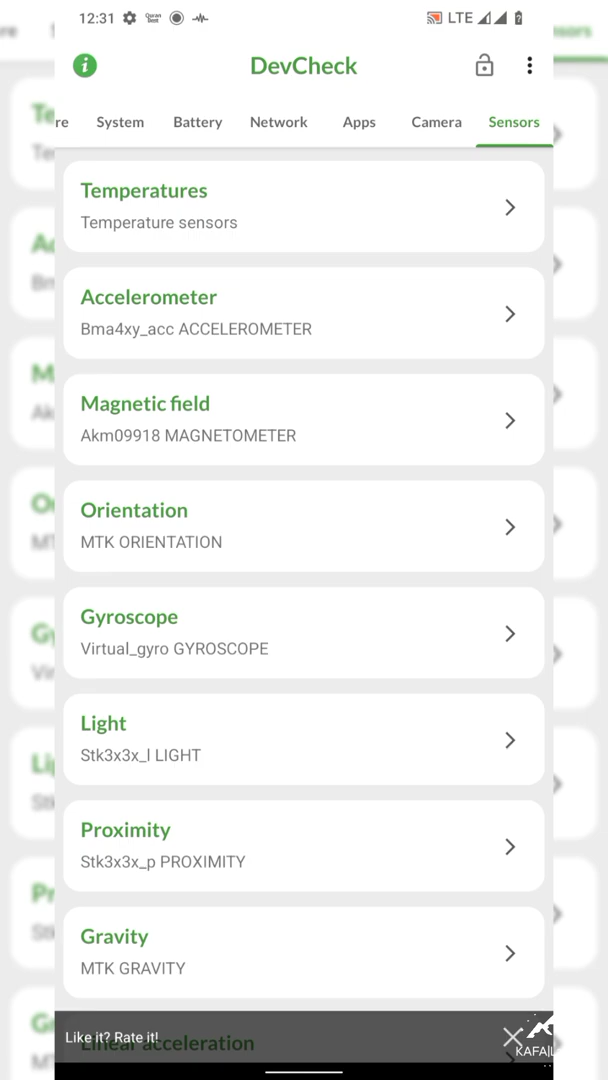 12:31 LTE
DevCheck
re System Battery Network Apps Camera Sensors
Temperatures
Temperature sensors
Accelerometer
Bma4xy_acc ACCELEROMETER
Magnetic field
Akm09918 MAGNETOMETER
Orientation
MTK ORIENTATION
Gyroscope
Virtual_gyro GYROSCOPE
Light
Stk3x3x_l LIGHT
Proximity
Stk3x3x_p PROXIMITY
Gravity
MTK GRAVITY
Like it? Rate it!
Linear acceleration